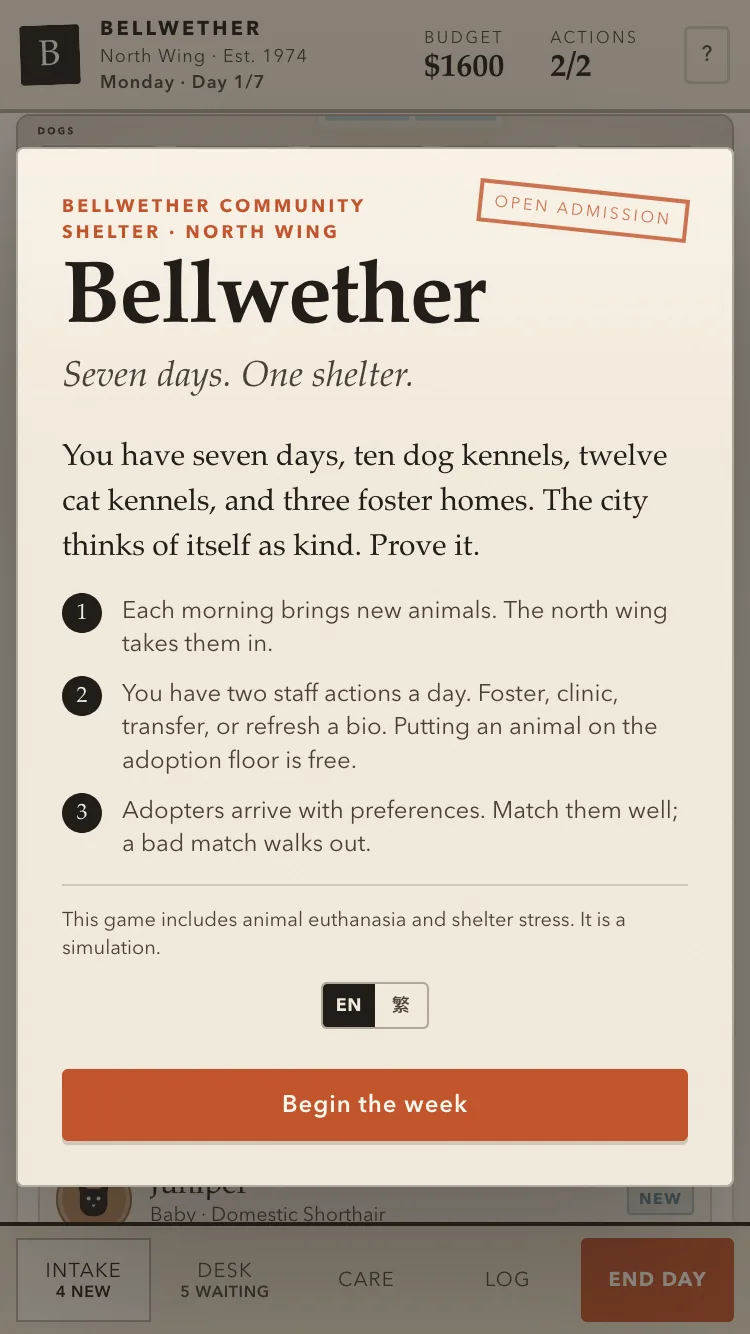 B
BELLWETHER
North Wing · Est. 1974
Monday · Day 1/7
BUDGET
$1600
ACTIONS
2/2
?
DOGS
BELLWETHER COMMUNITY
SHELTER · NORTH WING
OPEN ADMISSION
Bellwether
Seven days. One shelter.
You have seven days, ten dog kennels, twelve
cat kennels, and three foster homes. The city
thinks of itself as kind. Prove it.
1 Each morning brings new animals. The north wing
takes them in.
2 You have two staff actions a day. Foster, clinic,
transfer, or refresh a bio. Putting an animal on the
adoption floor is free.
3 Adopters arrive with preferences. Match them well;
a bad match walks out.
This game includes animal euthanasia and shelter stress. It is a
simulation.
EN 繁
Begin the week
Juniper
Baby · Domestic Shorthair
NEW
INTAKE
4 NEW
DESK
5 WAITING
CARE
LOG
END DAY